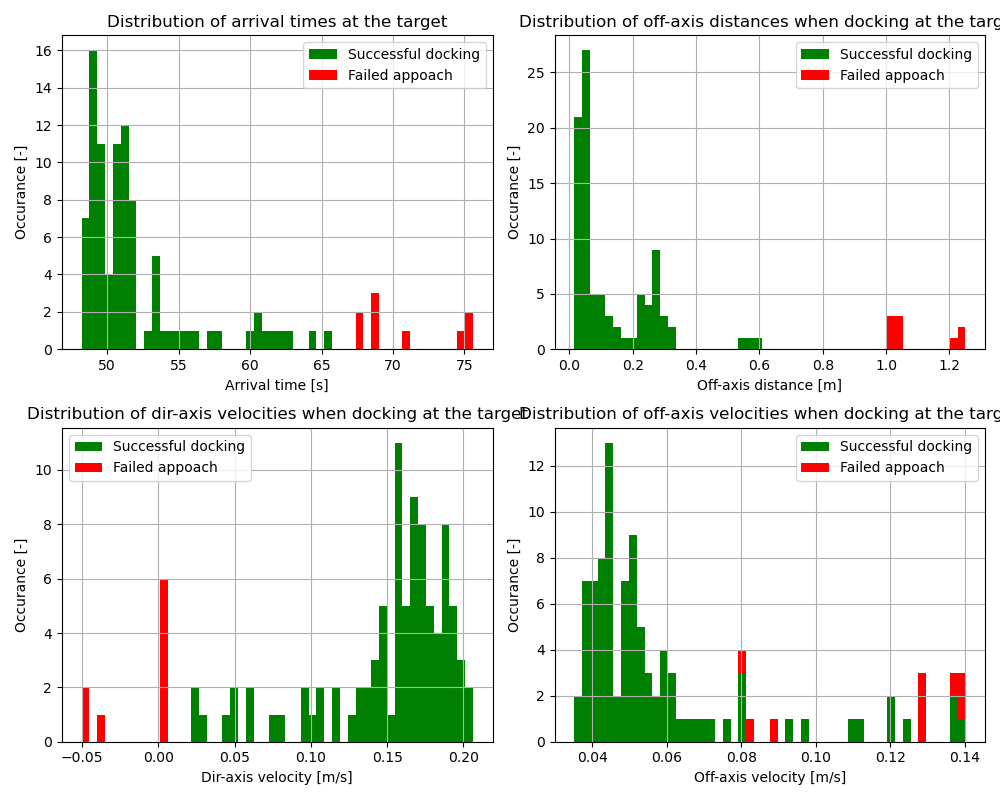 Distribution of arrival times at the target
16
14
12
10
8
6
4
2
0
Occurance [-]
Successful docking
Failed appoach
50
55
60
65
70
75
Arrival time [s]
Distribution of off-axis distances when docking at the targ
25
20
15
10
5
0
Occurance [-]
Successful docking
Failed appoach
0.0
0.2
0.4
0.6
0.8
1.0
1.2
Off-axis distance [m]
Distribution of dir-axis velocities when docking at the target
10
8
6
4
2
0
Occurance [-]
Successful docking
Failed appoach
−0.05
0.00
0.05
0.10
0.15
0.20
Dir-axis velocity [m/s]
Distribution of off-axis velocities when docking at the targ
12
10
8
6
4
2
0
Occurance [-]
Successful docking
Failed appoach
0.04
0.06
0.08
0.10
0.12
0.14
Off-axis velocity [m/s]